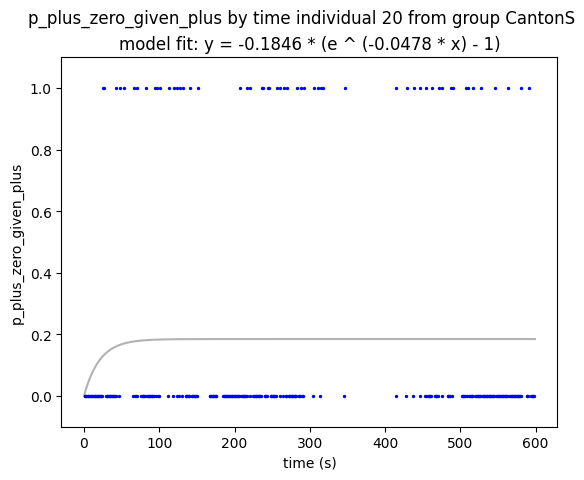 p_plus_zero_given_plus by time individual 20 from group CantonS
model fit: y = -0.1846 * (e ^ (-0.0478 * x) - 1)
p_plus_zero_given_plus
1.0
0.8
0.6
0.4
0.2
0.0
0 100 200 300 400 500 600
time (s)